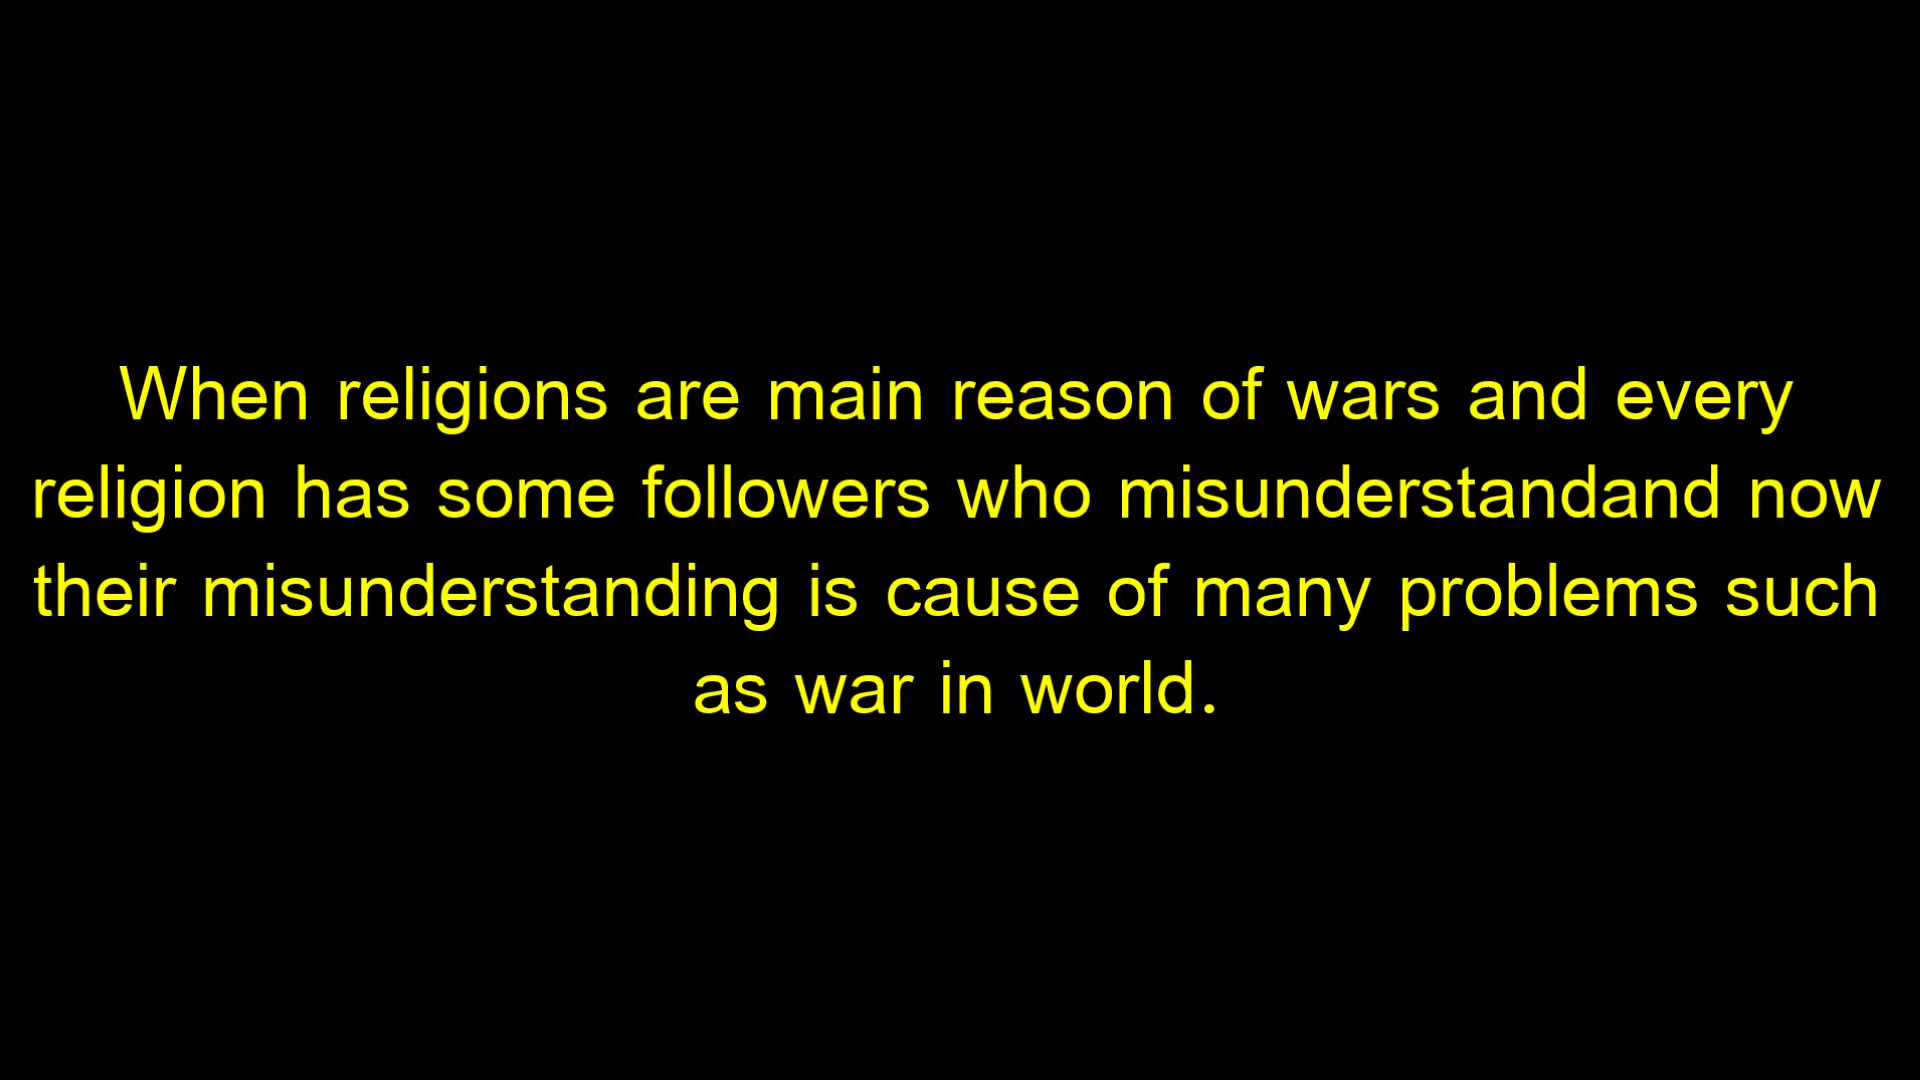 When religions are main reason of wars and every
religion has some followers who misunderstandand now
their misunderstanding is cause of many problems such
as war in world.